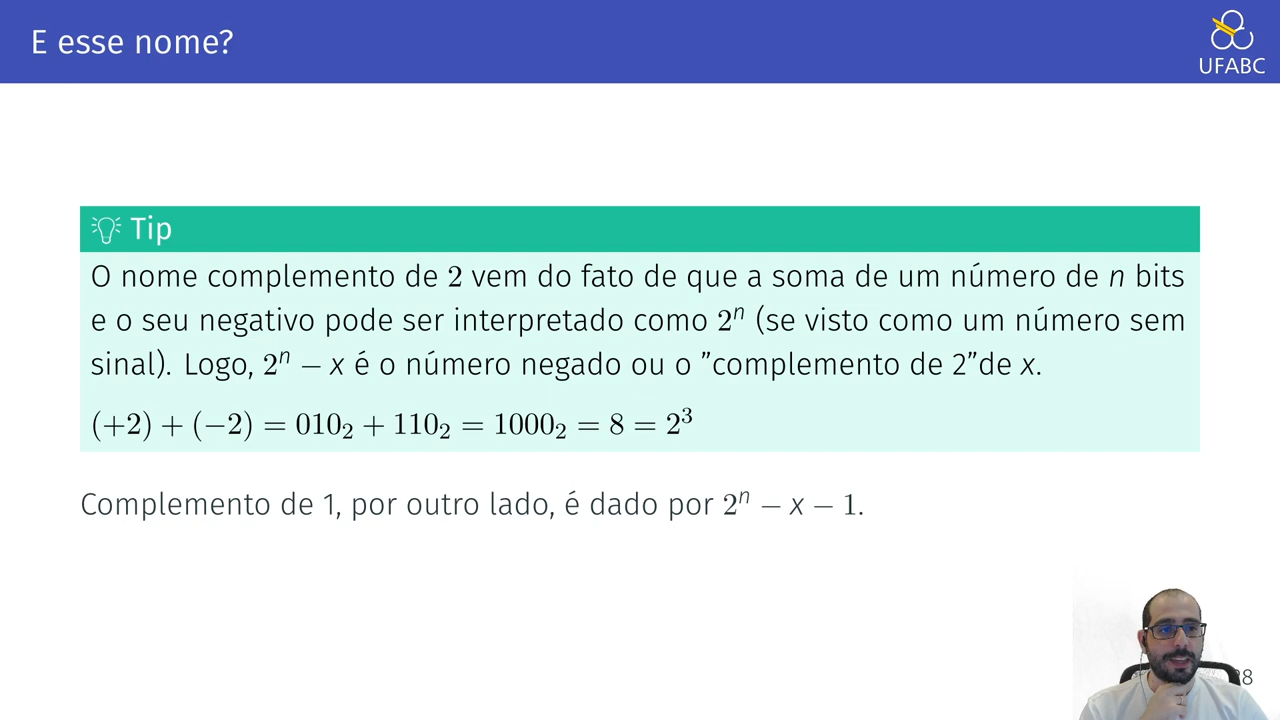 E esse nome?
UFABC
Tip
O nome complemento de 2 vem do fato de que a soma de um número de n bits
e o seu negativo pode ser interpretado como 2ⁿ (se visto como um número sem
sinal). Logo, 2ⁿ − x é o número negado ou o ”complemento de 2”de x.
(+2) + (−2) = 010₂ + 110₂ = 1000₂ = 8 = 2³
Complemento de 1, por outro lado, é dado por 2ⁿ − x − 1.